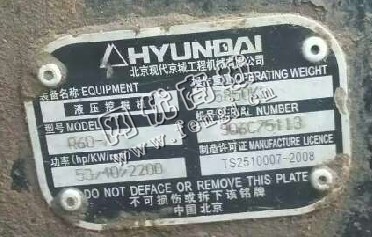 HYUNDAI
北京现代京城工程机械有限公司
设备名称/EQUIPMENT OPERATING WEIGHT
液压挖掘机
型号/MODEL SERIAL NUMBER
功率(hp/KW/rpm) 制造许可证/MANUFACTURE LICENCE
53/40/2200 TS2510007-2008
DO NOT DEFACE OR REMOVE THIS PLATE
不可损伤或拆下该铭牌
中国北京